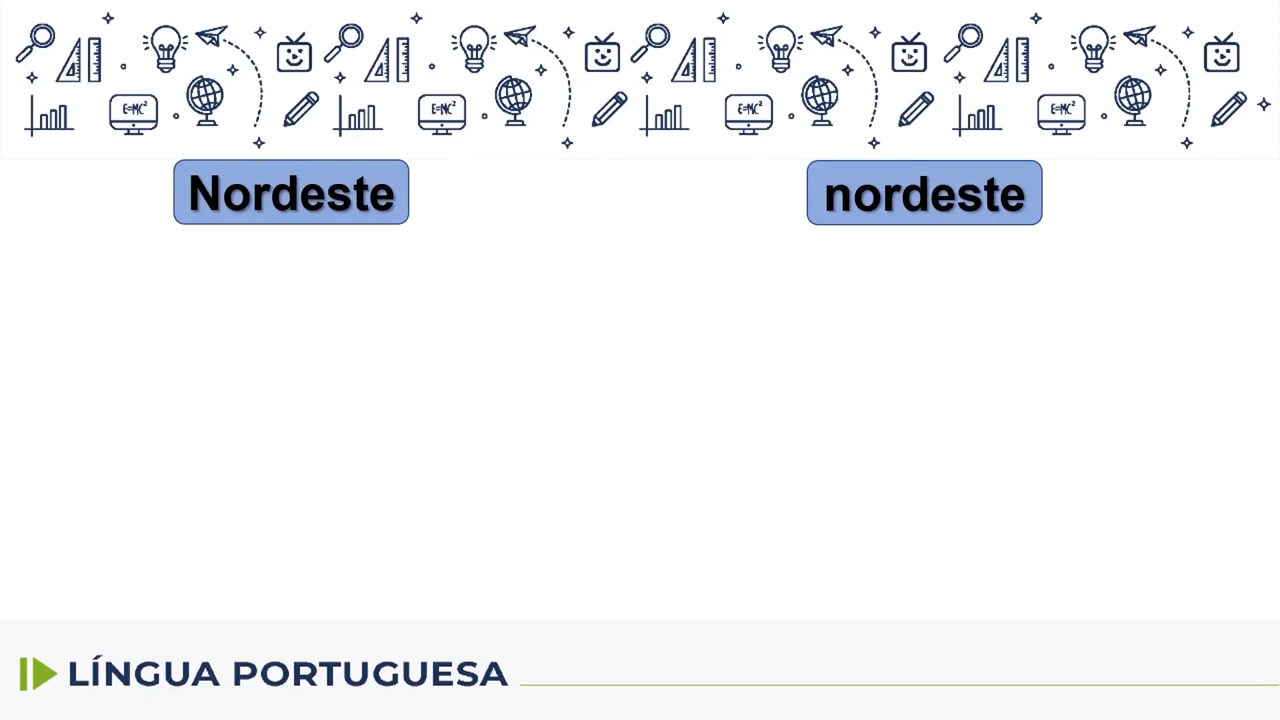 E=MC²
E=MC²
E=MC²
E=MC²
Nordeste
nordeste
LÍNGUA PORTUGUESA